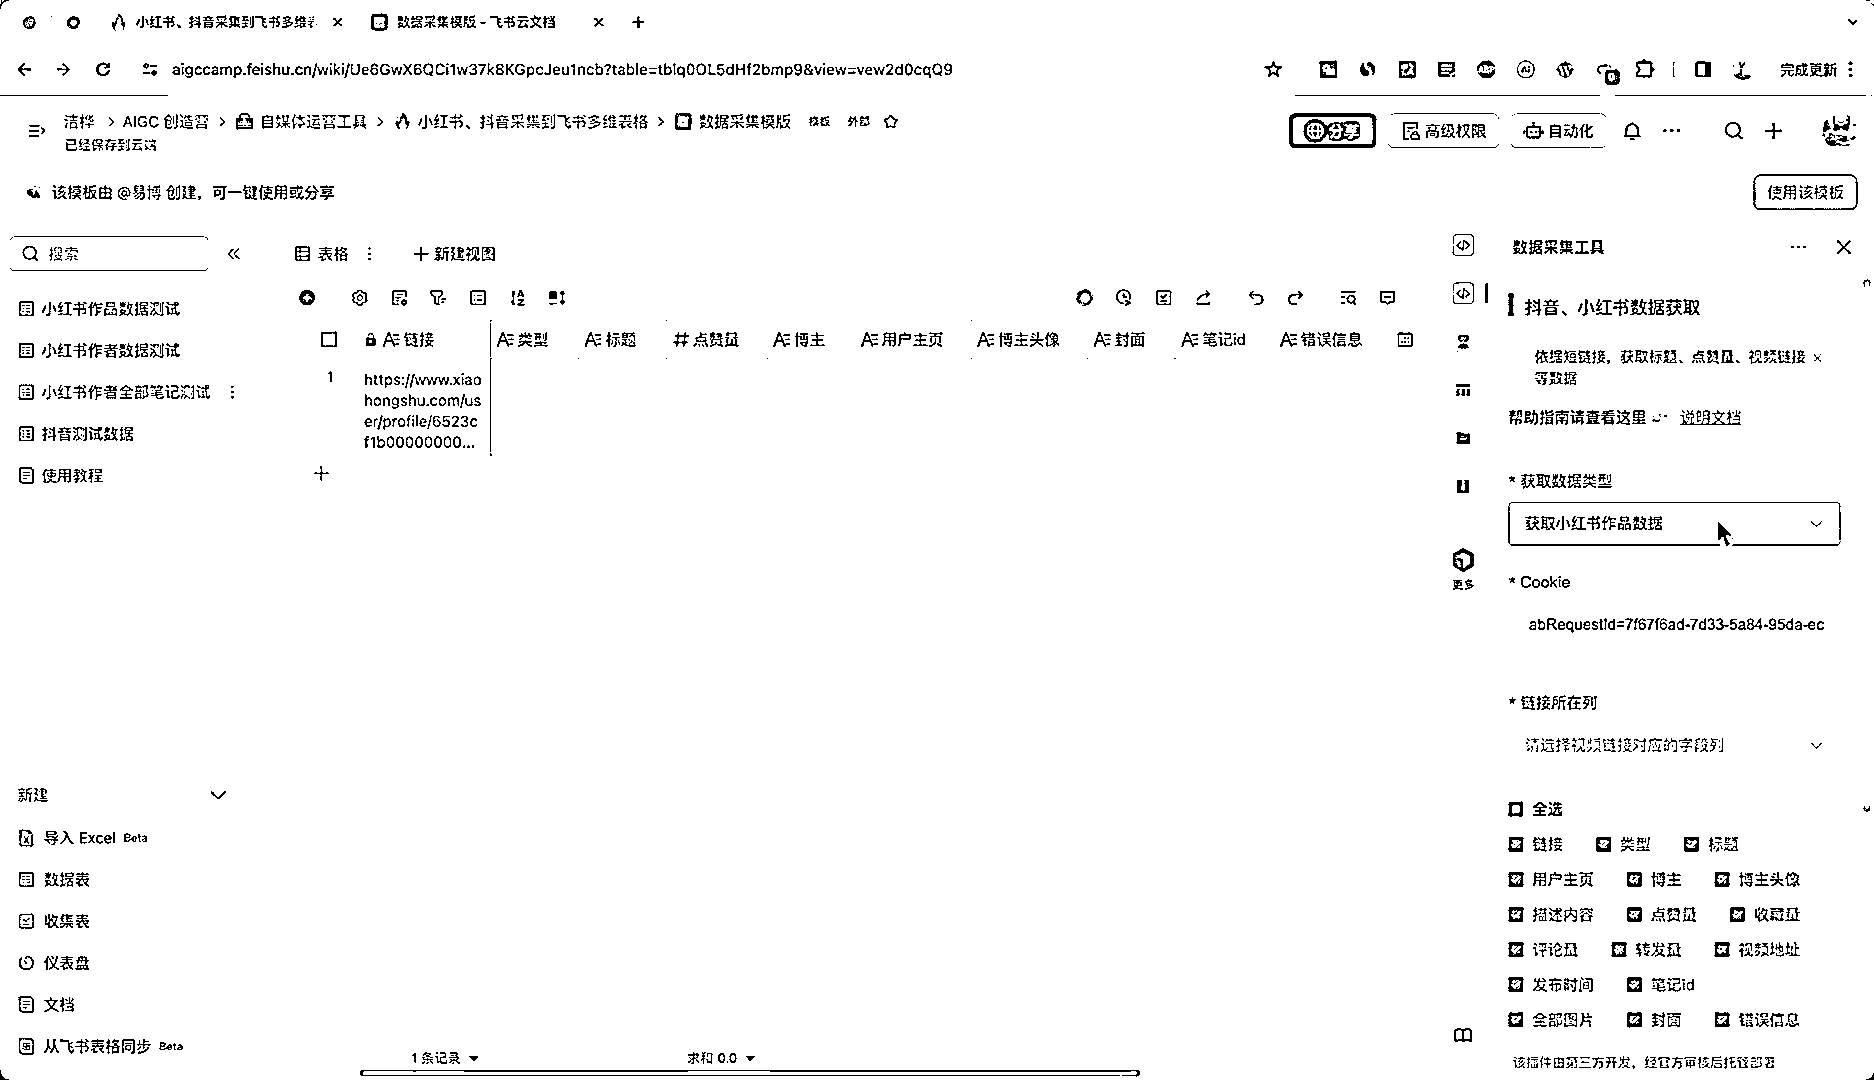 小红书、抖音采集到飞书多维表
数据采集模版 - 飞书云文档
aigccamp.feishu.cn/wiki/Ue6GwX6QCi1w37k8KGpcJeu1ncb?table=tblq0OL5dHf2bmp9&view=vew2d0cqQ9
完成更新
洁桦 > AIGC 创造营 > 自媒体运营工具 > 小红书、抖音采集到飞书多维表格 > 数据采集模版 模板 外部
已经保存到云端
分享
高级权限
自动化
该模板由 @易博 创建，可一键使用或分享
使用该模板
搜索
小红书作品数据测试
小红书作者数据测试
小红书作者全部笔记测试
抖音测试数据
使用教程
新建
导入 Excel Beta
数据表
收集表
仪表盘
文档
从飞书表格同步 Beta
表格
新建视图
链接 类型 标题 点赞量 博主 用户主页 博主头像 封面 笔记id 错误信息
1
https://www.xiao
hongshu.com/us
er/profile/6523c
f1b00000000...
1 条记录
求和 0.0
更多
数据采集工具
抖音、小红书数据获取
依据短链接，获取标题、点赞量、视频链接
等数据
帮助指南请查看这里 说明文档
* 获取数据类型
获取小红书作品数据
* Cookie
abRequestId=7f67f6ad-7d33-5a84-95da-ec
* 链接所在列
请选择视频链接对应的字段列
全选
链接 类型 标题
用户主页 博主 博主头像
描述内容 点赞量 收藏量
评论量 转发量 视频地址
发布时间 笔记id
全部图片 封面 错误信息
该插件由第三方开发，经官方审核后托管部署